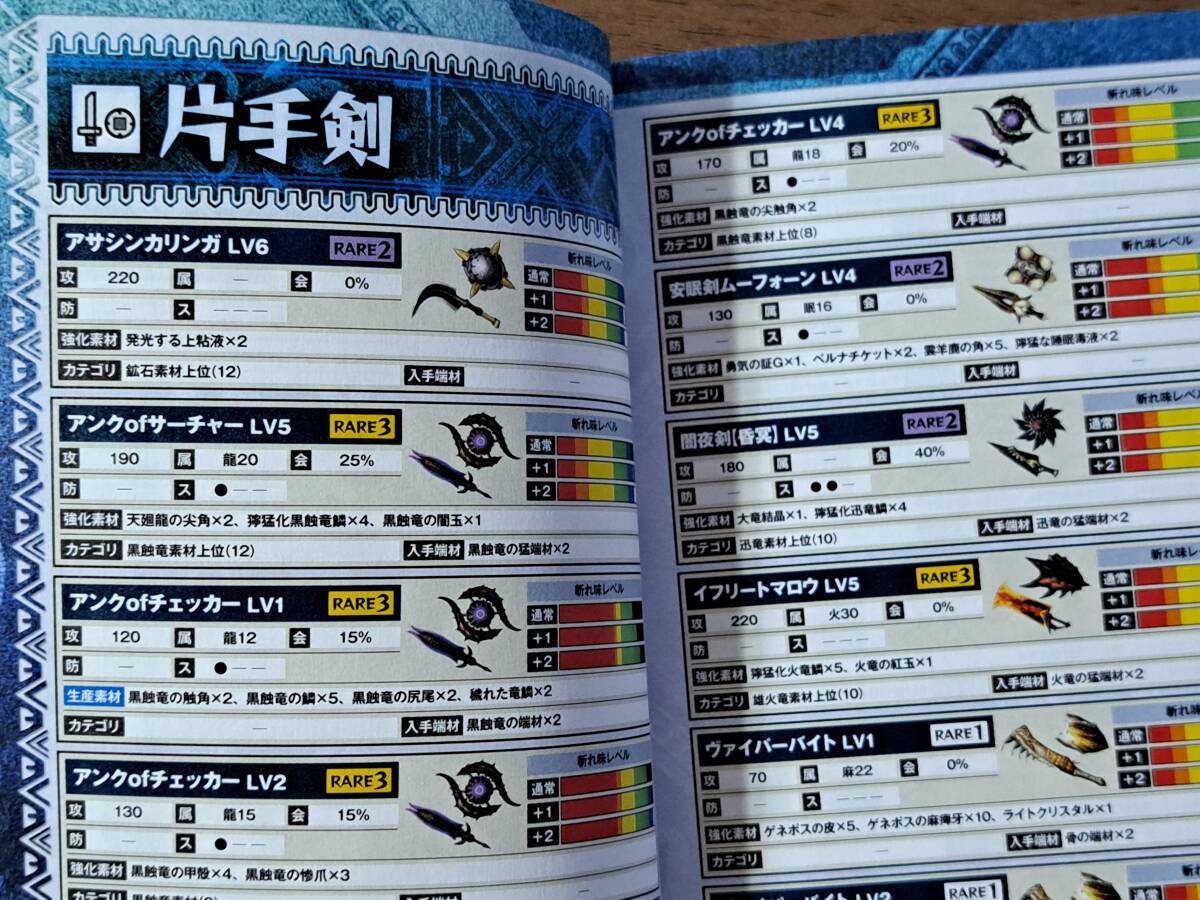 片手剣
アサシンカリンガ LV6 RARE2
斬れ味レベル
攻 220 属 — 会 0%
通常
防 — ス ———
+1
+2
強化素材 発光する上粘液×2
カテゴリ 鉱石素材上位(12) 入手端材 —
アンクofサーチャー LV5 RARE3
斬れ味レベル
攻 190 属 龍20 会 25%
通常
防 — ス ●——
+1
+2
強化素材 天廻龍の尖角×2、獰猛化黒蝕竜鱗×4、黒蝕竜の闇玉×1
カテゴリ 黒蝕竜素材上位(12) 入手端材 黒蝕竜の猛端材×2
アンクofチェッカー LV1 RARE3
斬れ味レベル
攻 120 属 龍12 会 15%
通常
防 — ス ●——
+1
+2
生産素材 黒蝕竜の触角×2、黒蝕竜の鱗×5、黒蝕竜の尻尾×2、穢れた竜鱗×2
カテゴリ — 入手端材 黒蝕竜の端材×2
アンクofチェッカー LV2 RARE3
斬れ味レベル
攻 130 属 龍15 会 15%
通常
防 — ス ●——
+1
+2
強化素材 黒蝕竜の甲殻×4、黒蝕竜の惨爪×3
カテゴリ
入手端材
アンクofチェッカー LV4 RARE3
斬れ味レベル
攻 170 属 龍18 会 20%
通常
防 — ス ●——
+1
+2
強化素材 黒蝕竜の尖触角×2
カテゴリ 黒蝕竜素材上位(8) 入手端材 —
安眠剣ムーフォーン LV4 RARE2
斬れ味レベル
攻 130 属 眠16 会 0%
通常
防 — ス ●——
+1
+2
強化素材 勇気の証G×1、ベルナチケット×2、雲羊鹿の角×5、獰猛な睡眠毒液×2
カテゴリ — 入手端材 —
闇夜剣【昏冥】LV5 RARE2
斬れ味レベ
攻 180 属 — 会 40%
通常
防 — ス ●●—
+1
+2
強化素材 大竜結晶×1、獰猛化迅竜鱗×4
カテゴリ 迅竜素材上位(10) 入手端材 迅竜の猛端材×2
イフリートマロウ LV5 RARE3
斬れ味レ
攻 220 属 火30 会 0%
通常
防 — ス ———
+1
+2
強化素材 獰猛化火竜鱗×5、火竜の紅玉×1
カテゴリ 雄火竜素材上位(10) 入手端材 火竜の猛端材×2
ヴァイパーバイト LV1 RARE1
斬れ味
攻 70 属 麻22 会 0%
通常
防 — ス ———
+1
+2
強化素材 ゲネポスの皮×5、ゲネポスの麻痺牙×10、ライトクリスタル×1
カテゴリ — 入手端材 骨の端材×2
RARE1